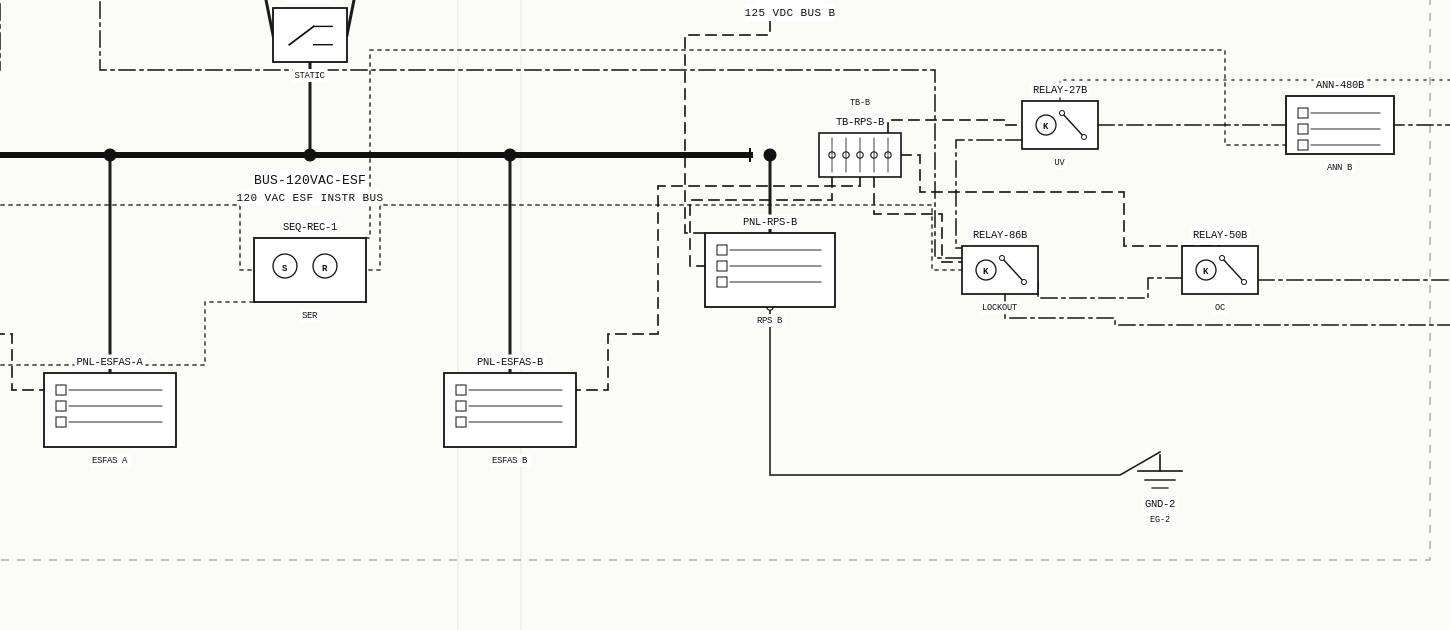 125 VDC BUS B
STATIC
RELAY-27B
K
UV
ANN-480B
ANN B
TB-B
TB-RPS-B
BUS-120VAC-ESF
120 VAC ESF INSTR BUS
SEQ-REC-1
S
R
SER
PNL-RPS-B
RPS B
RELAY-86B
K
LOCKOUT
RELAY-50B
K
OC
PNL-ESFAS-A
ESFAS A
PNL-ESFAS-B
ESFAS B
GND-2
EG-2